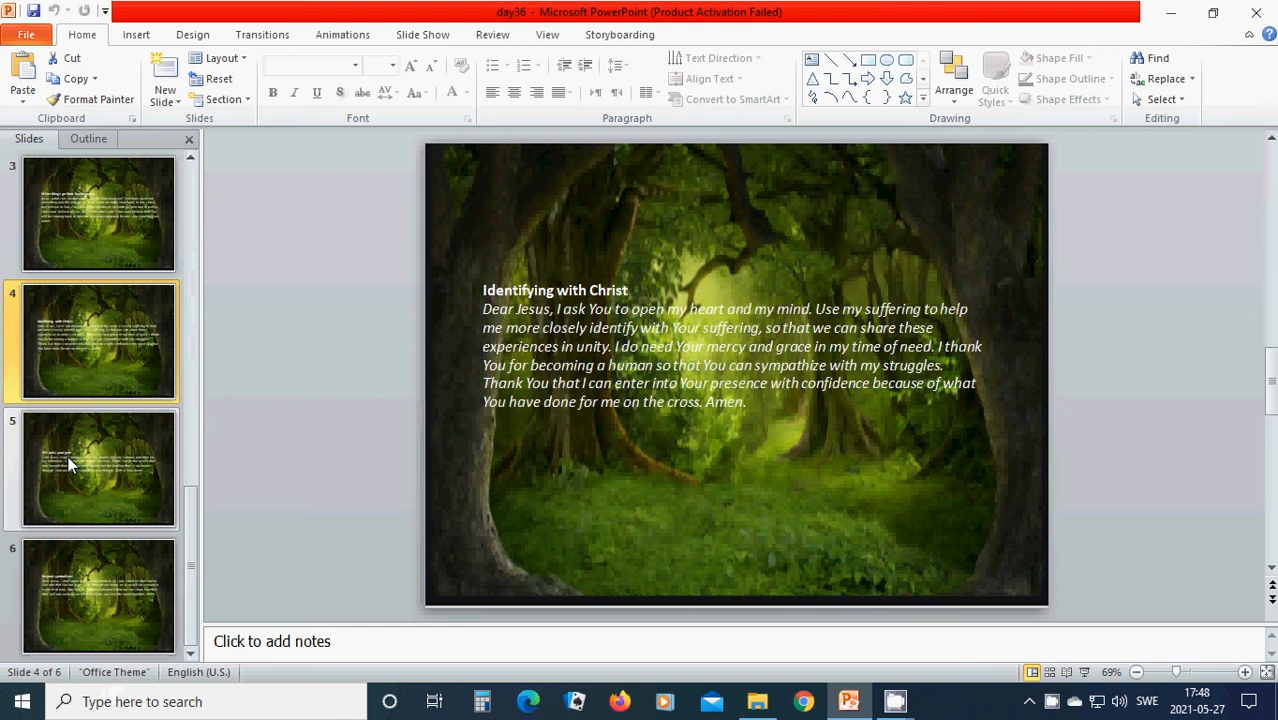 day36 - Microsoft PowerPoint (Product Activation Failed)
File Home Insert Design Transitions Animations Slide Show Review View Storyboarding
Cut
Copy
Format Painter
Paste
Clipboard
New Slide
Layout
Reset
Section
Slides
Font
Text Direction
Align Text
Convert to SmartArt
Paragraph
Arrange
Quick Styles
Shape Fill
Shape Outline
Shape Effects
Drawing
Find
Replace
Select
Editing
Slides Outline
3
4
5
6
Identifying with Christ
Dear Jesus, I ask You to open my heart and my mind. Use my suffering to help
me more closely identify with Your suffering, so that we can share these
experiences in unity. I do need Your mercy and grace in my time of need. I thank
You for becoming a human so that You can sympathize with my struggles.
Thank You that I can enter into Your presence with confidence because of what
You have done for me on the cross. Amen.
Click to add notes
Slide 4 of 6 "Office Theme" English (U.S.) 69%
Type here to search
SWE
17:48
2021-05-27